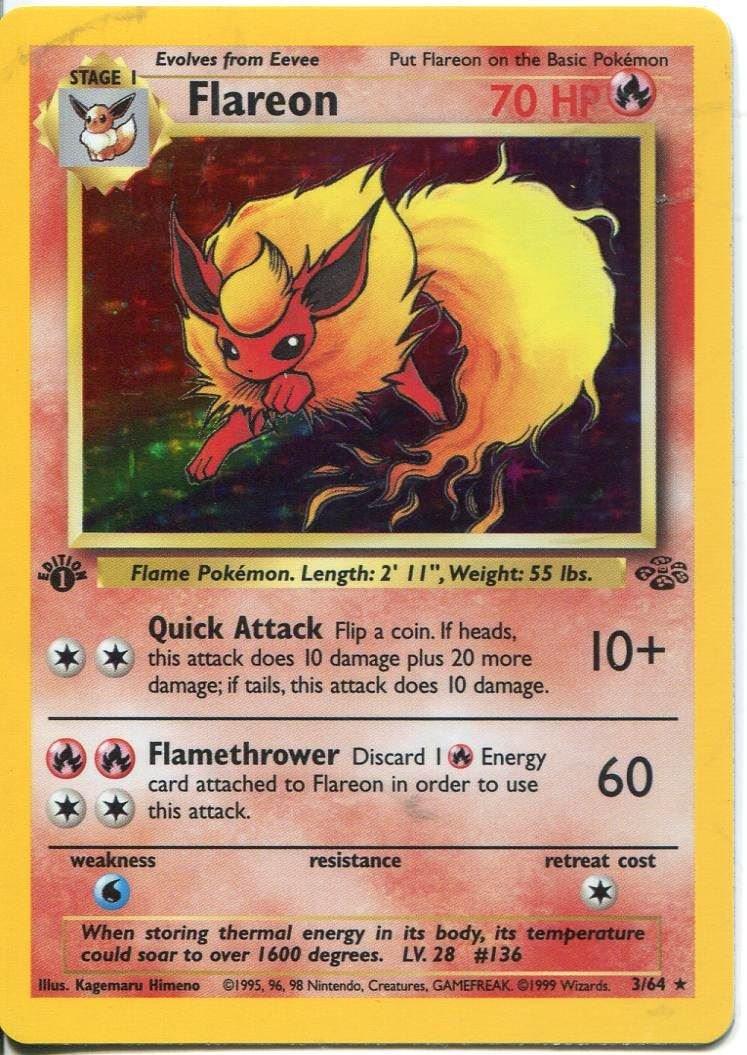 Evolves from Eevee Put Flareon on the Basic Pokémon
STAGE 1
Flareon 70 HP
EDITION
1
Flame Pokémon. Length: 2' 11", Weight: 55 lbs.
Quick Attack Flip a coin. If heads,
this attack does 10 damage plus 20 more
damage; if tails, this attack does 10 damage.
10+
Flamethrower Discard 1 Energy
card attached to Flareon in order to use
this attack.
60
weakness resistance retreat cost
When storing thermal energy in its body, its temperature
could soar to over 1600 degrees. LV. 28 #136
Illus. Kagemaru Himeno ©1995, 96, 98 Nintendo, Creatures, GAMEFREAK. ©1999 Wizards. 3/64 ★